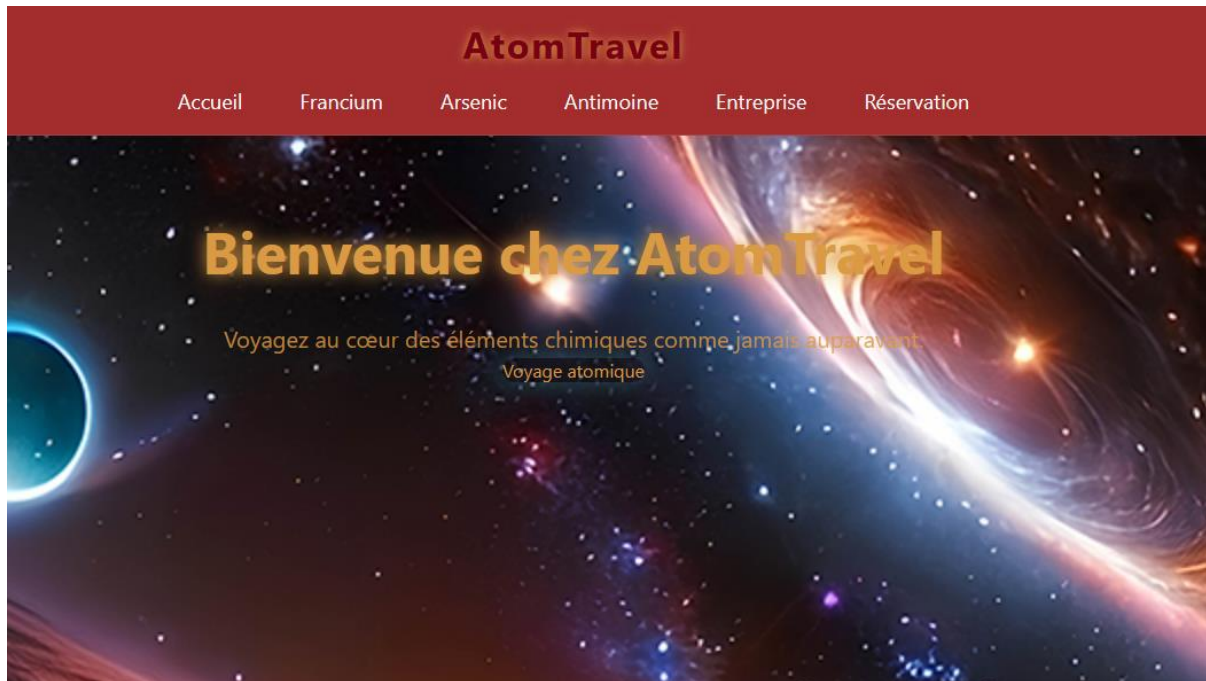 AtomTravel
Accueil Francium Arsenic Antimoine Entreprise Réservation
Bienvenue chez AtomTravel
Voyagez au cœur des éléments chimiques comme jamais auparavant.
Voyage atomique